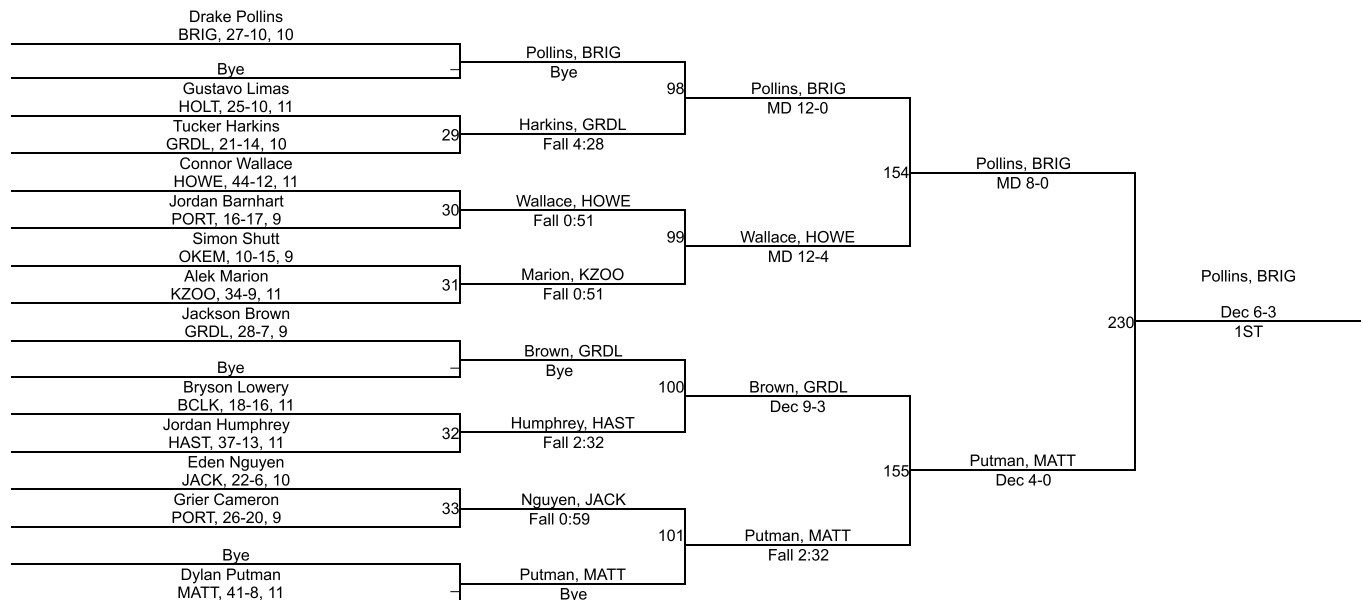 Drake Pollins
BRIG, 27-10, 10
Bye
Gustavo Limas
HOLT, 25-10, 11
Tucker Harkins
GRDL, 21-14, 10
29
Connor Wallace
HOWE, 44-12, 11
Jordan Barnhart
PORT, 16-17, 9
30
Simon Shutt
OKEM, 10-15, 9
Alek Marion
KZOO, 34-9, 11
31
Jackson Brown
GRDL, 28-7, 9
Bye
Bryson Lowery
BCLK, 18-16, 11
Jordan Humphrey
HAST, 37-13, 11
32
Eden Nguyen
JACK, 22-6, 10
Grier Cameron
PORT, 26-20, 9
33
Bye
Dylan Putman
MATT, 41-8, 11
Pollins, BRIG
Bye
98
Harkins, GRDL
Fall 4:28
Wallace, HOWE
Fall 0:51
99
Marion, KZOO
Fall 0:51
Brown, GRDL
Bye
100
Humphrey, HAST
Fall 2:32
Nguyen, JACK
Fall 0:59
101
Putman, MATT
Bye
Pollins, BRIG
MD 12-0
154
Wallace, HOWE
MD 12-4
Brown, GRDL
Dec 9-3
155
Putman, MATT
Fall 2:32
Pollins, BRIG
MD 8-0
230
Putman, MATT
Dec 4-0
Pollins, BRIG
Dec 6-3
1ST